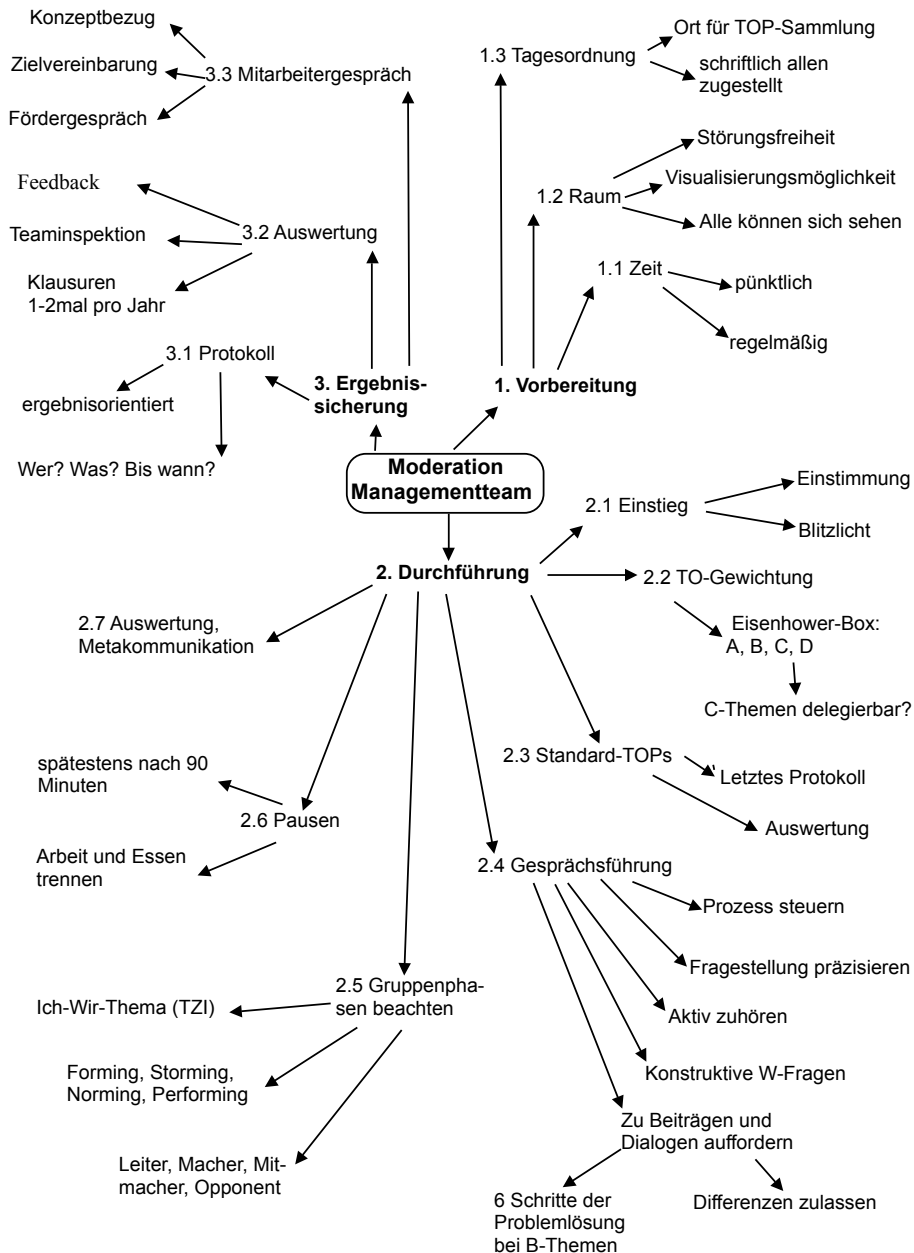 Moderation
Managementteam
1. Vorbereitung
1.1 Zeit
pünktlich
regelmäßig
1.2 Raum
Störungsfreiheit
Visualisierungsmöglichkeit
Alle können sich sehen
1.3 Tagesordnung
Ort für TOP-Sammlung
schriftlich allen
zugestellt
2. Durchführung
2.1 Einstieg
Einstimmung
Blitzlicht
2.2 TO-Gewichtung
Eisenhower-Box:
A, B, C, D
C-Themen delegierbar?
2.3 Standard-TOPs
Letztes Protokoll
Auswertung
2.4 Gesprächsführung
Prozess steuern
Fragestellung präzisieren
Aktiv zuhören
Konstruktive W-Fragen
Zu Beiträgen und
Dialogen auffordern
6 Schritte der
Problemlösung
bei B-Themen
Differenzen zulassen
2.5 Gruppenpha-
sen beachten
Ich-Wir-Thema (TZI)
Forming, Storming,
Norming, Performing
Leiter, Macher, Mit-
macher, Opponent
2.6 Pausen
spätestens nach 90
Minuten
Arbeit und Essen
trennen
2.7 Auswertung,
Metakommunikation
3. Ergebnis-
sicherung
3.1 Protokoll
ergebnisorientiert
Wer? Was? Bis wann?
3.2 Auswertung
Feedback
Teaminspektion
Klausuren
1-2mal pro Jahr
3.3 Mitarbeitergespräch
Konzeptbezug
Zielvereinbarung
Fördergespräch